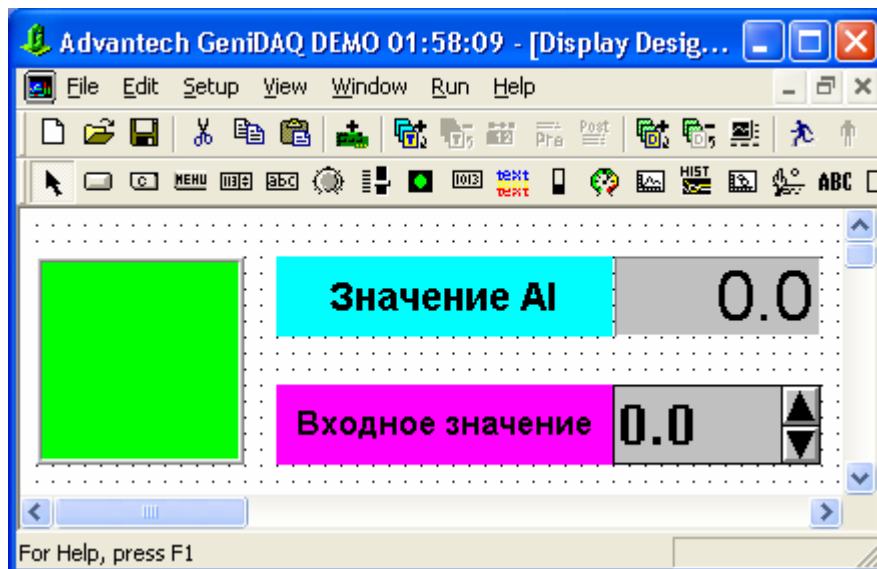 Advantech GeniDAQ DEMO 01:58:09 - [Display Desig...
File Edit Setup View Window Run Help
Pre Post
MENU abc 1013 text text HIST ABC
Значение AI 0.0
Входное значение 0.0
For Help, press F1